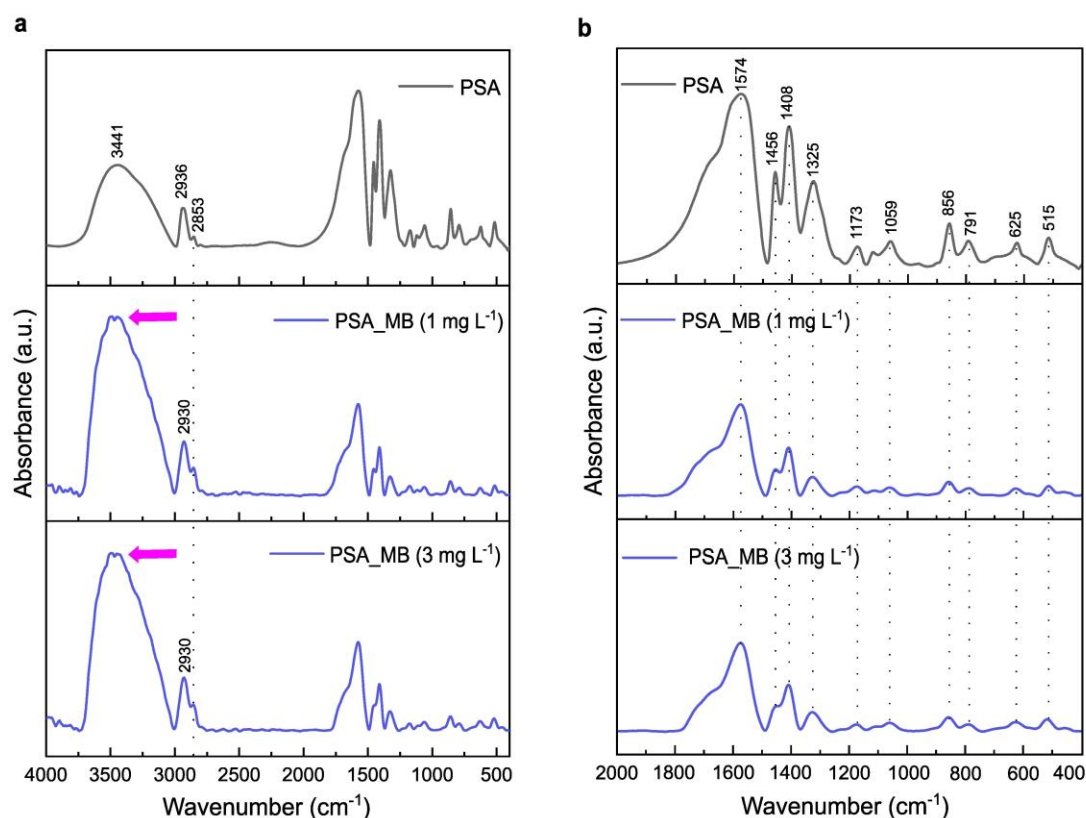 a
PSA
3441
2936
2853
PSA_MB (1 mg L⁻¹)
2930
PSA_MB (3 mg L⁻¹)
2930
Absorbance (a.u.)
4000 3500 3000 2500 2000 1500 1000 500
Wavenumber (cm⁻¹)
b
PSA
1574
1456
1408
1325
1173
1059
856
791
625
515
PSA_MB (1 mg L⁻¹)
PSA_MB (3 mg L⁻¹)
Absorbance (a.u.)
2000 1800 1600 1400 1200 1000 800 600 400
Wavenumber (cm⁻¹)